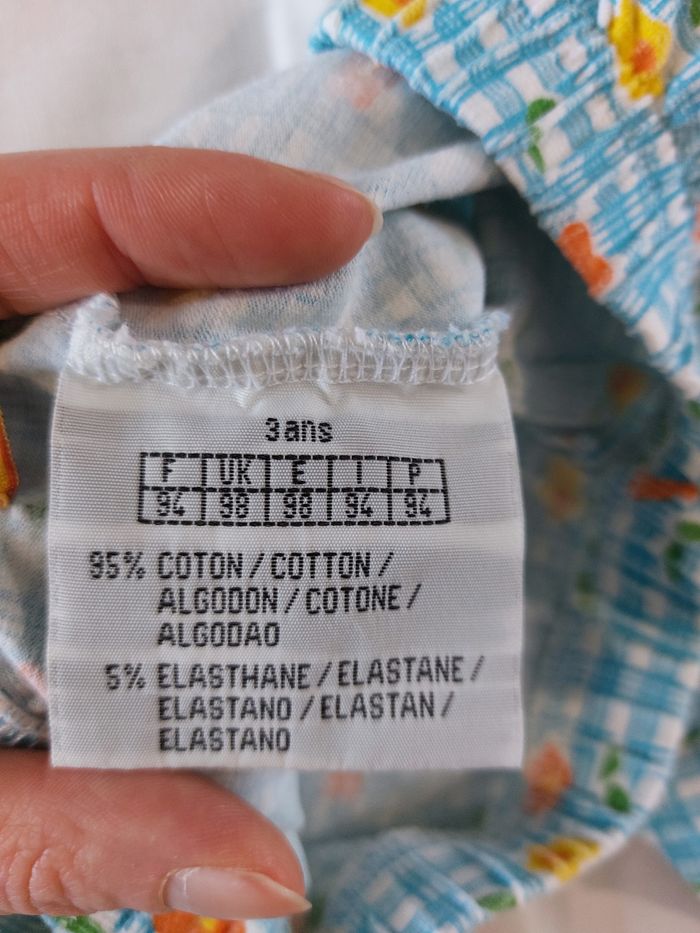 3ans
F UK E I P
94 98 98 94 94
95% COTON / COTTON /
ALGODON / COTONE /
ALGODAO
5% ELASTHANE / ELASTANE /
ELASTANO / ELASTAN /
ELASTANO